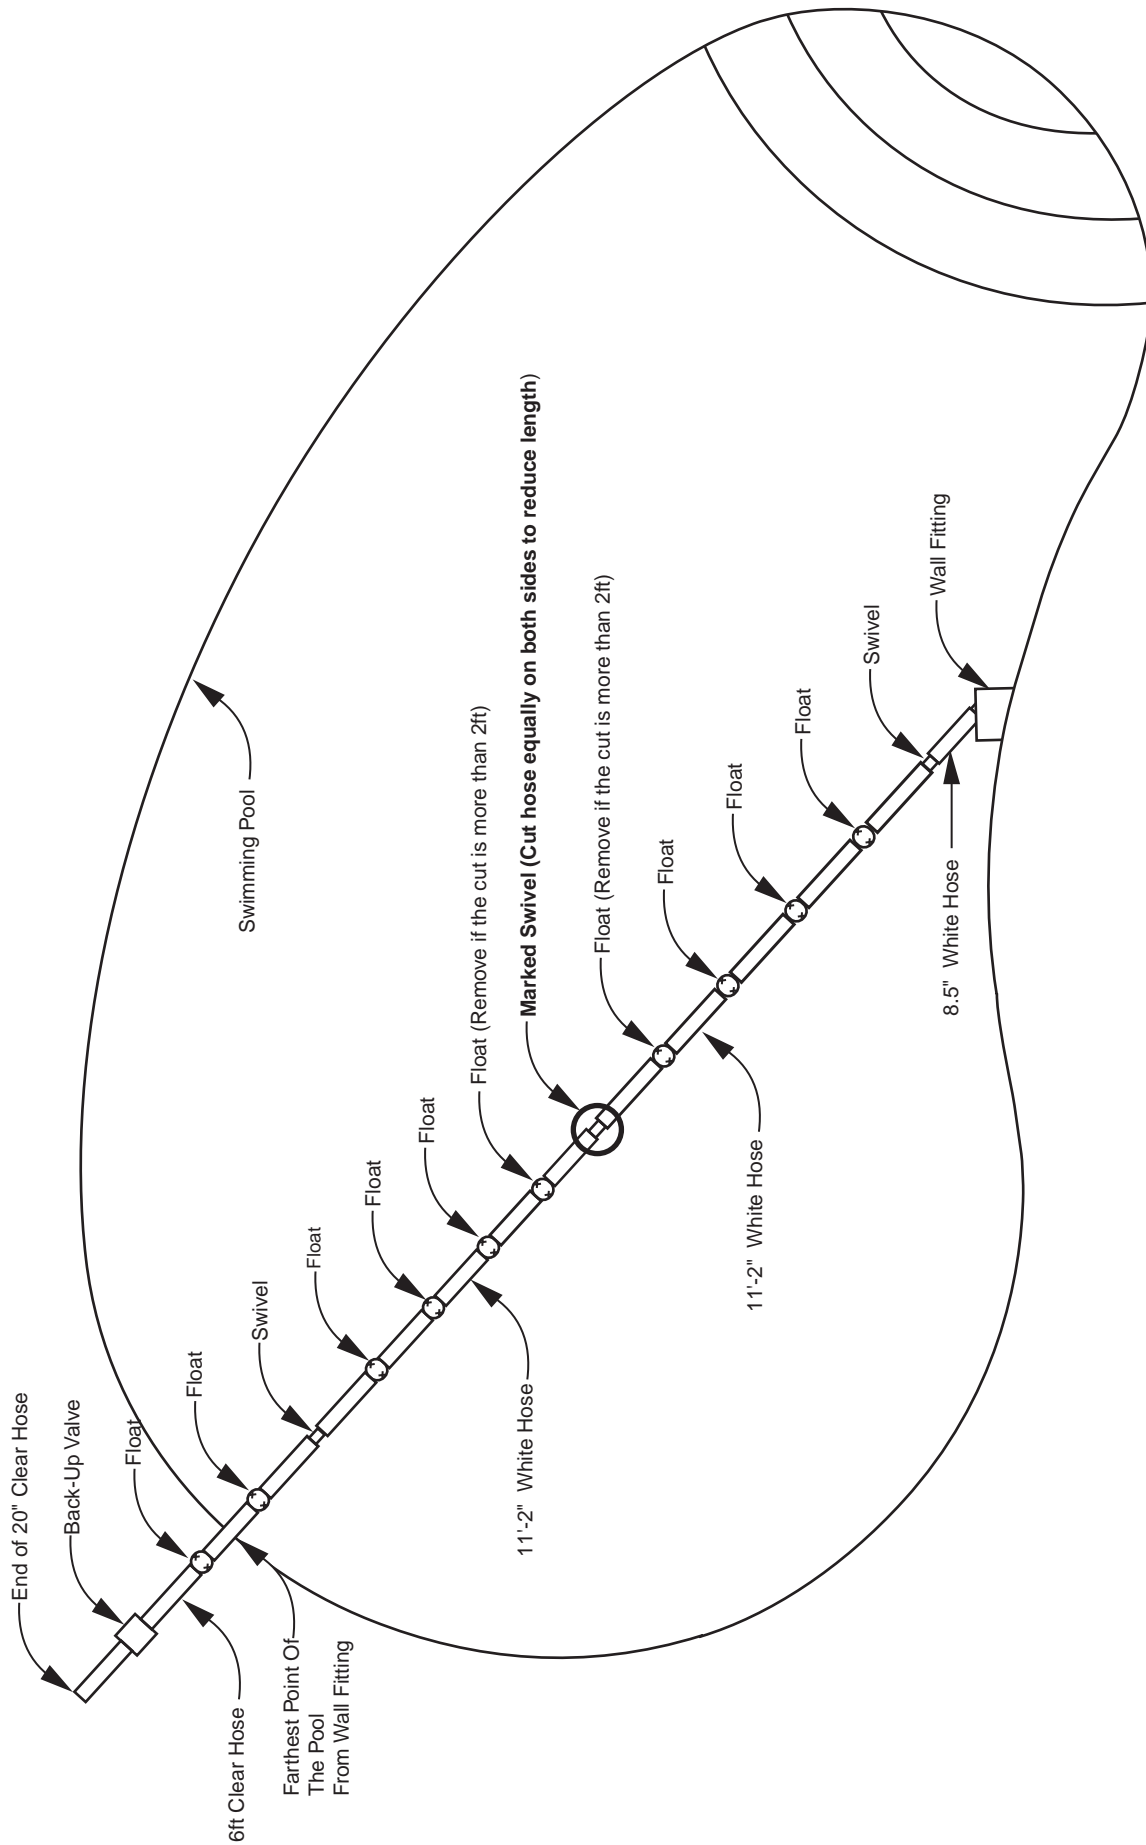 End of 20" Clear Hose
Back-Up Valve
Float
Float
Swivel
Float
Float
Float
Float (Remove if the cut is more than 2ft)
Marked Swivel (Cut hose equally on both sides to reduce length)
Float (Remove if the cut is more than 2ft)
Float
Float
Float
Swivel
Wall Fitting
Swimming Pool
6ft Clear Hose
Farthest Point Of
The Pool
From Wall Fitting
11'-2" White Hose
11'-2" White Hose
8.5" White Hose